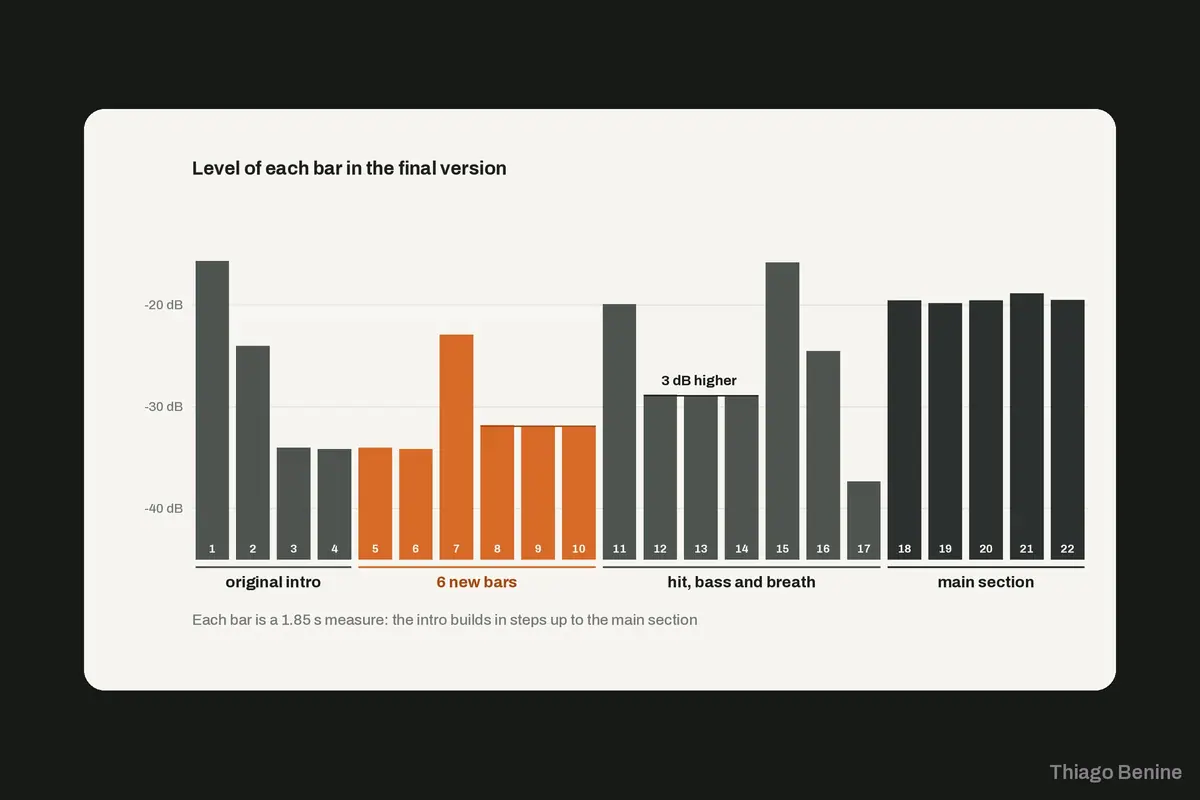 Level of each bar in the final version
-20 dB
3 dB higher
-30 dB
-40 dB
1 2 3 4 5 6 7 8 9 10 11 12 13 14 15 16 17 18 19 20 21 22
original intro 6 new bars hit, bass and breath main section
Each bar is a 1.85 s measure: the intro builds in steps up to the main section
Thiago Benine